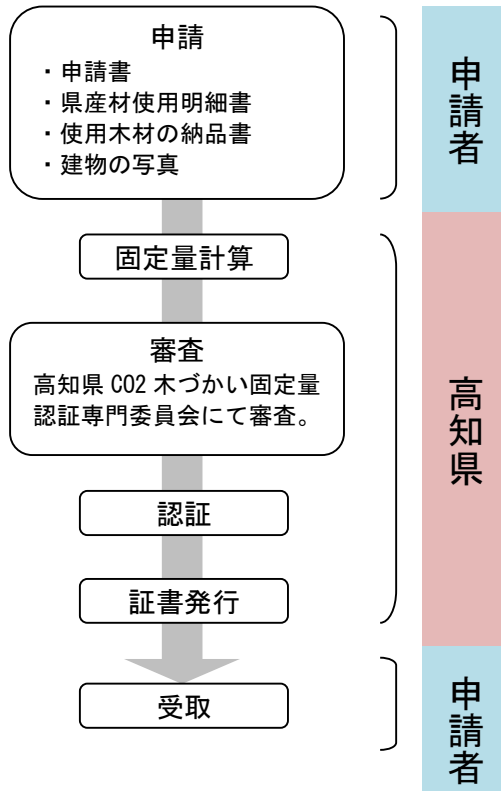 申請
・申請書
・県産材使用明細書
・使用木材の納品書
・建物の写真
申請者
固定量計算
審査
高知県 CO2 木づかい固定量
認証専門委員会にて審査。
認証
証書発行
高知県
受取
申請者